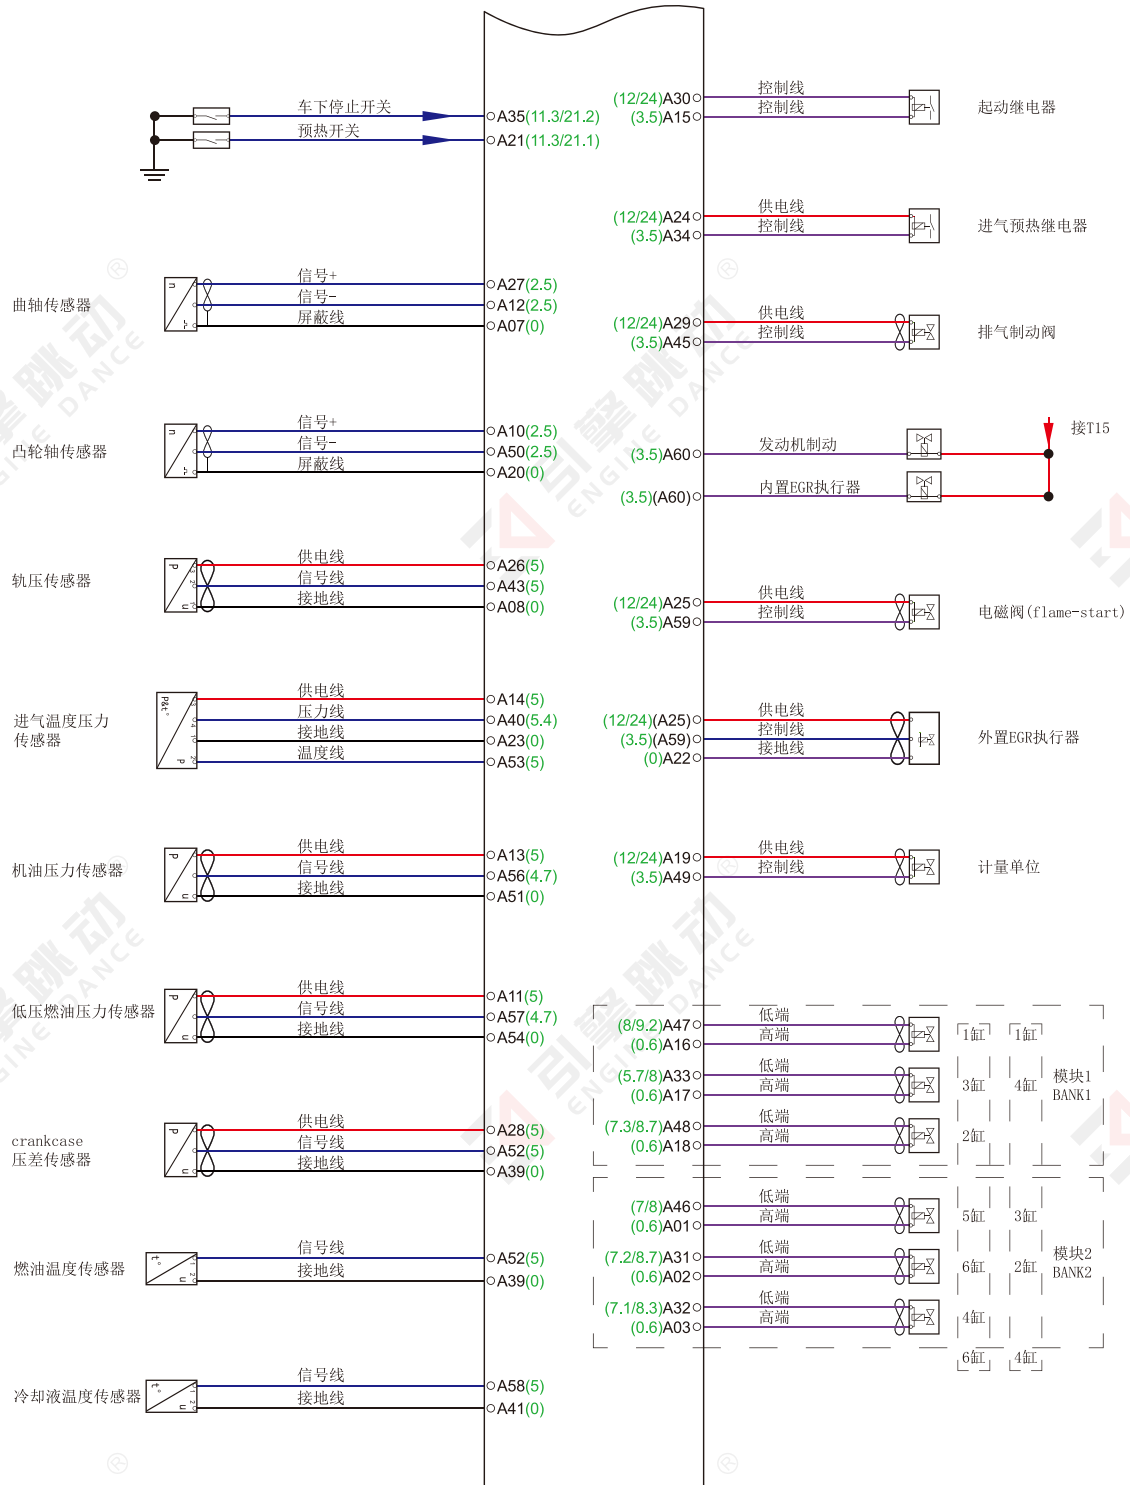 车下停止开关
A35(11.3/21.2)
预热开关
A21(11.3/21.1)
曲轴传感器
n
信号+
A27(2.5)
信号-
A12(2.5)
屏蔽线
A07(0)
凸轮轴传感器
n
信号+
A10(2.5)
信号-
A50(2.5)
屏蔽线
A20(0)
轨压传感器
P
u
3
2
1
供电线
A26(5)
信号线
A43(5)
接地线
A08(0)
进气温度压力
传感器
P&t°
P
3
4
1
2
供电线
A14(5)
压力线
A40(5.4)
接地线
A23(0)
温度线
A53(5)
机油压力传感器
P
u
供电线
A13(5)
信号线
A56(4.7)
接地线
A51(0)
低压燃油压力传感器
P
u
供电线
A11(5)
信号线
A57(4.7)
接地线
A54(0)
crankcase
压差传感器
P
u
供电线
A28(5)
信号线
A52(5)
接地线
A39(0)
燃油温度传感器
t°
u
1
2
信号线
A52(5)
接地线
A39(0)
冷却液温度传感器
t°
u
1
2
信号线
A58(5)
接地线
A41(0)
(12/24)A30
控制线
(3.5)A15
控制线
起动继电器
(12/24)A24
供电线
(3.5)A34
控制线
进气预热继电器
(12/24)A29
供电线
(3.5)A45
控制线
排气制动阀
接T15
(3.5)A60
发动机制动
(3.5)(A60)
内置EGR执行器
(12/24)A25
供电线
(3.5)A59
控制线
电磁阀(flame-start)
(12/24)(A25)
供电线
(3.5)(A59)
控制线
(0)A22
接地线
外置EGR执行器
(12/24)A19
供电线
(3.5)A49
控制线
计量单位
(8/9.2)A47
低端
(0.6)A16
高端
1缸 1缸
(5.7/8)A33
低端
(0.6)A17
高端
3缸 4缸
模块1
BANK1
(7.3/8.7)A48
低端
(0.6)A18
高端
2缸
(7/8)A46
低端
(0.6)A01
高端
5缸 3缸
(7.2/8.7)A31
低端
(0.6)A02
高端
6缸 2缸
模块2
BANK2
(7.1/8.3)A32
低端
(0.6)A03
高端
4缸
6缸 4缸
引擎跳动
ENGINE DANCE
®